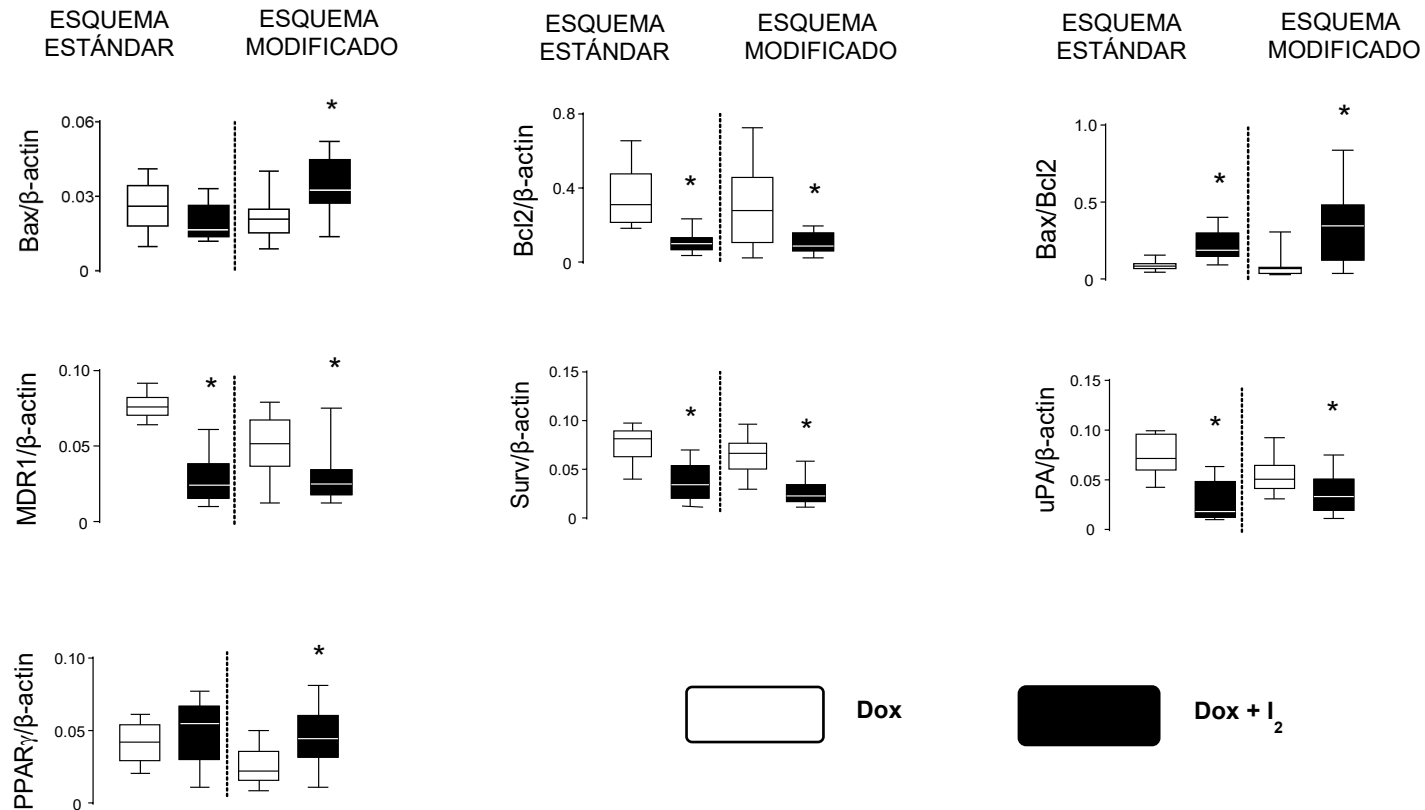 ESQUEMA
ESTÁNDAR
ESQUEMA
MODIFICADO
ESQUEMA
ESTÁNDAR
ESQUEMA
MODIFICADO
ESQUEMA
ESTÁNDAR
ESQUEMA
MODIFICADO
Bax/β-actin
0.06
0.03
0
*
Bcl2/β-actin
0.8
0.4
0
*
*
Bax/Bcl2
1.0
0.5
0
*
*
MDR1/β-actin
0.10
0.05
0
*
*
Surv/β-actin
0.15
0.10
0.05
0
*
*
uPA/β-actin
0.15
0.10
0.05
0
*
*
PPARγ/β-actin
0.10
0.05
0
*
Dox
Dox + I₂